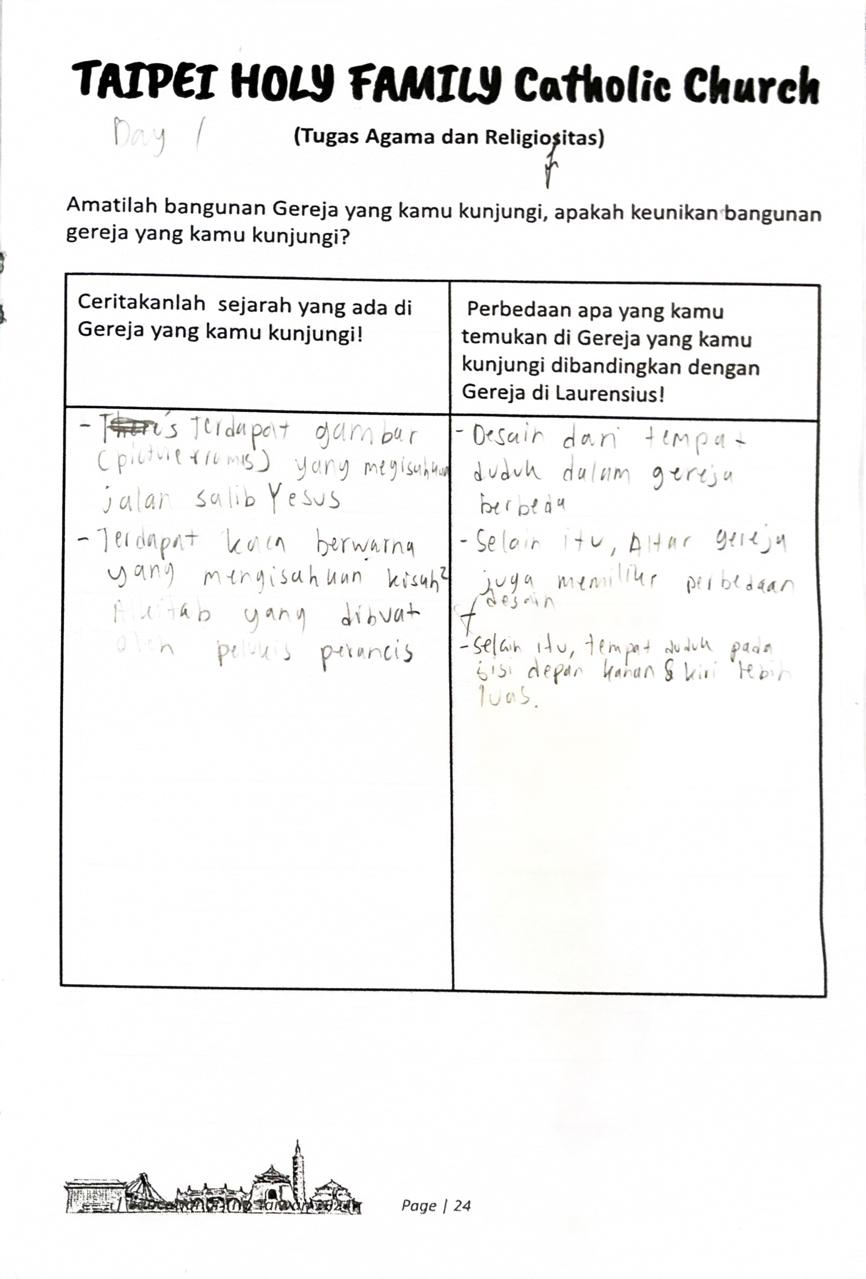 TAIPEI HOLY FAMILY Catholic Church
Day 1
(Tugas Agama dan Religiositas)
Amatilah bangunan Gereja yang kamu kunjungi, apakah keunikan bangunan
gereja yang kamu kunjungi?
Ceritakanlah sejarah yang ada di
Gereja yang kamu kunjungi!
Perbedaan apa yang kamu
temukan di Gereja yang kamu
kunjungi dibandingkan dengan
Gereja di Laurensius!
- There's Terdapat gambar
(picture frames) yang megisahkan
jalan salib Yesus
- Terdapat kaca berwarna
yang mengisahkan kisah²
Alkitab yang dibuat
oleh pelukis perancis
- Desain dari tempat
duduk dalam gereja
berbeda
- Selain itu, Altar gereja
juga memiliki perbedaan
desain
- selain itu, tempat duduk pada
sisi depan kanan & kiri lebih
luas.
Page | 24